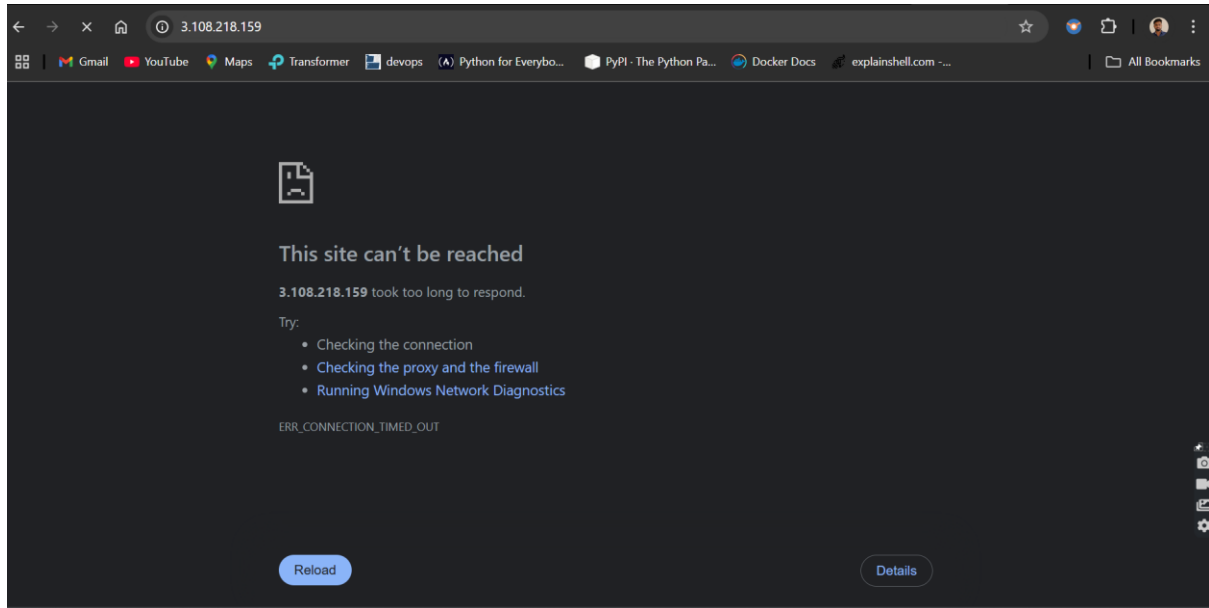 3.108.218.159
Gmail YouTube Maps Transformer devops Python for Everybo... PyPI · The Python Pa... Docker Docs explainshell.com -... All Bookmarks
This site can’t be reached
3.108.218.159 took too long to respond.
Try:
• Checking the connection
• Checking the proxy and the firewall
• Running Windows Network Diagnostics
ERR_CONNECTION_TIMED_OUT
Reload Details